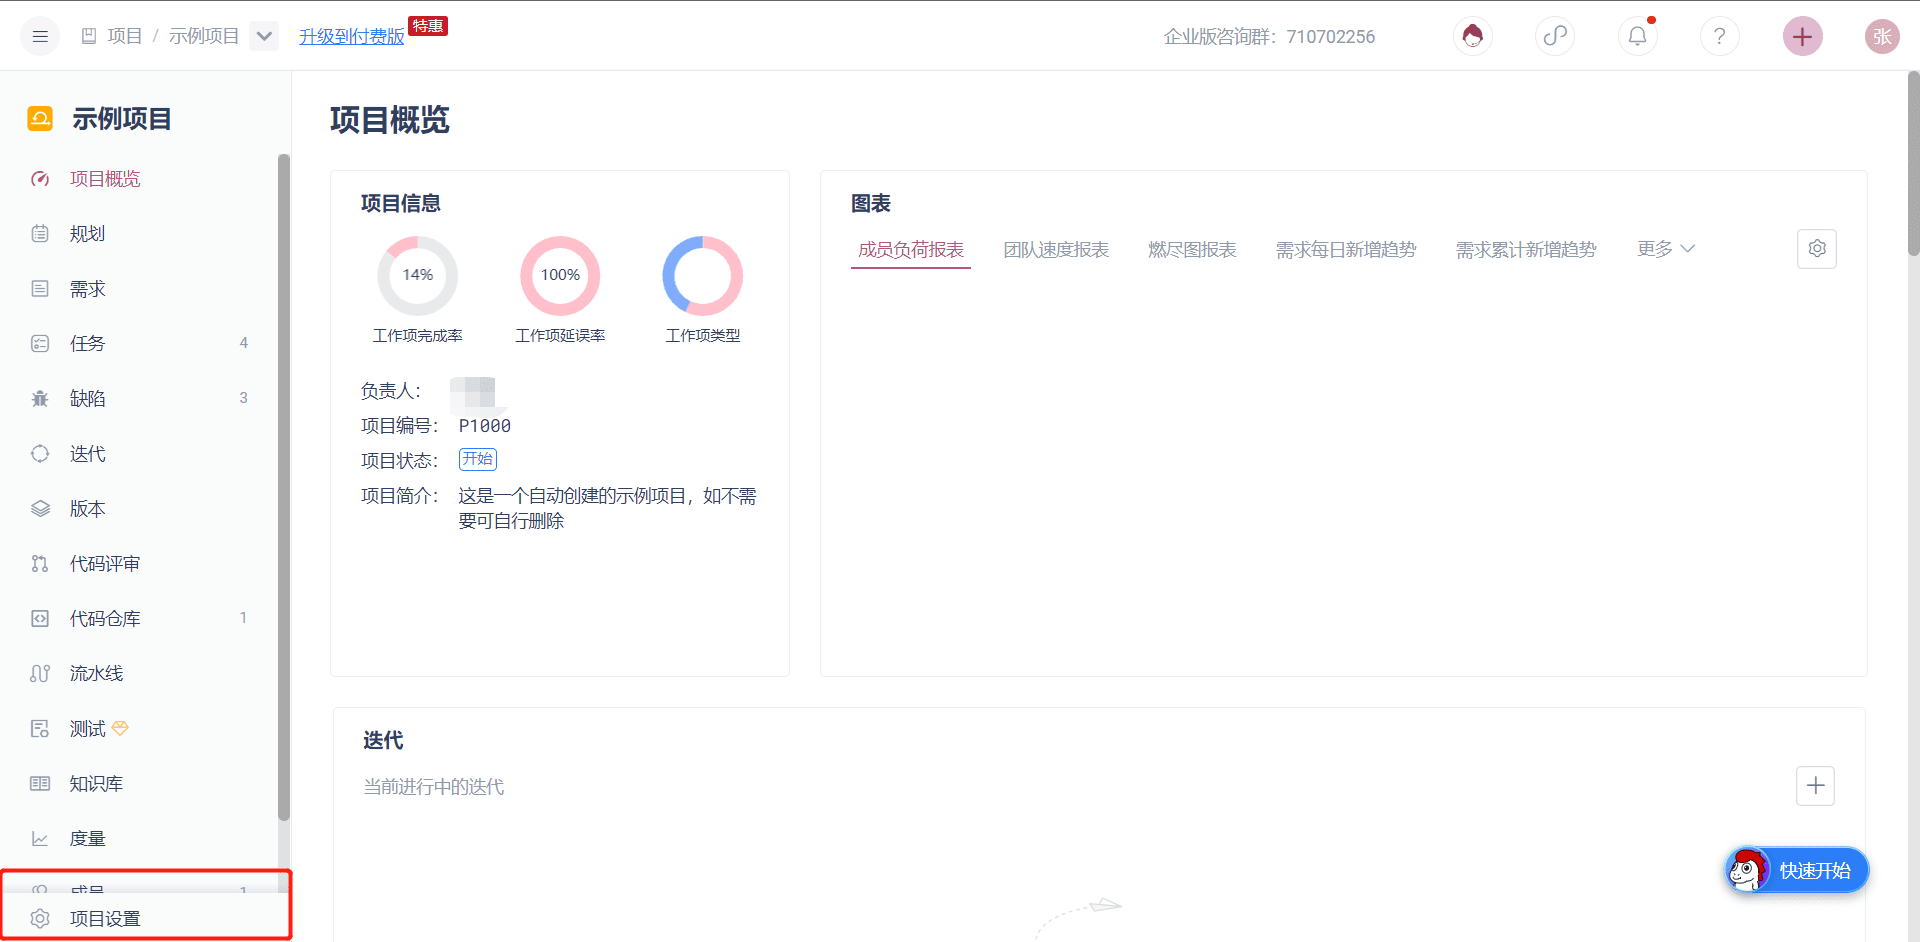 项目 / 示例项目
升级到付费版
特惠
企业版咨询群：710702256
?
张
示例项目
项目概览
规划
需求
任务 4
缺陷 3
迭代
版本
代码评审
代码仓库 1
流水线
测试
知识库
度量
成员 1
项目设置
项目概览
项目信息
14%
100%
工作项完成率
工作项延误率
工作项类型
负责人：
项目编号： P1000
项目状态： 开始
项目简介： 这是一个自动创建的示例项目，如不需
要可自行删除
图表
成员负荷报表
团队速度报表
燃尽图报表
需求每日新增趋势
需求累计新增趋势
更多
迭代
当前进行中的迭代
快速开始